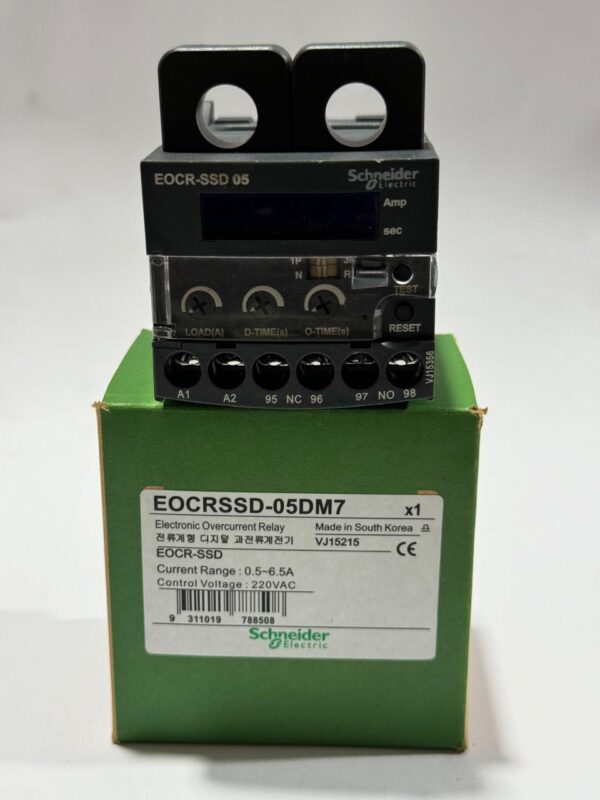 EOCR-SSD 05
Schneider
Electric
Amp
sec
1P
3
N
R
TEST
LOAD(A)
D-TIME(s)
O-TIME(s)
s
RESET
A1
A2
95
NC
96
97
NO
98
VJ15356
EOCRSSD-05DM7
x1
Electronic Overcurrent Relay
Made in South Korea
전류계형 디지탈 과전류계전기
VJ15215
CE
EOCR-SSD
Current Range : 0.5~6.5A
Control Voltage : 220VAC
9 311019 788508
Schneider
Electric